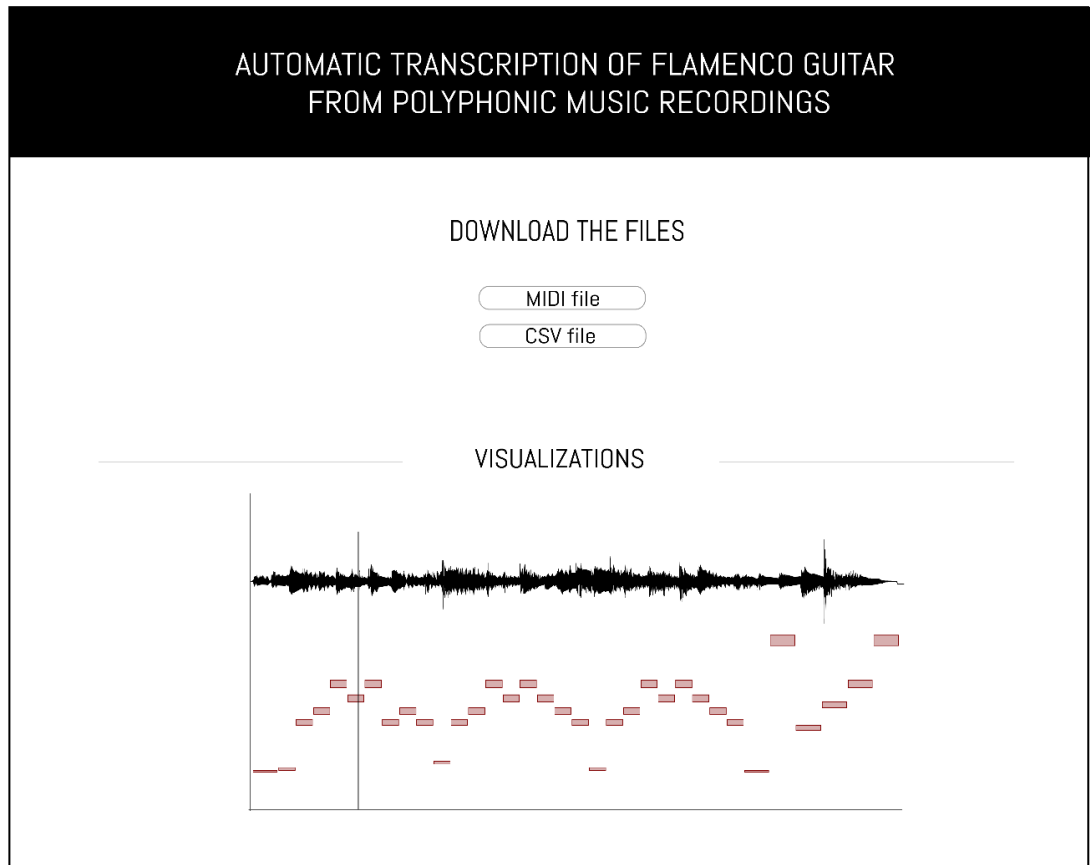 AUTOMATIC TRANSCRIPTION OF FLAMENCO GUITAR
FROM POLYPHONIC MUSIC RECORDINGS
DOWNLOAD THE FILES
MIDI file
CSV file
VISUALIZATIONS